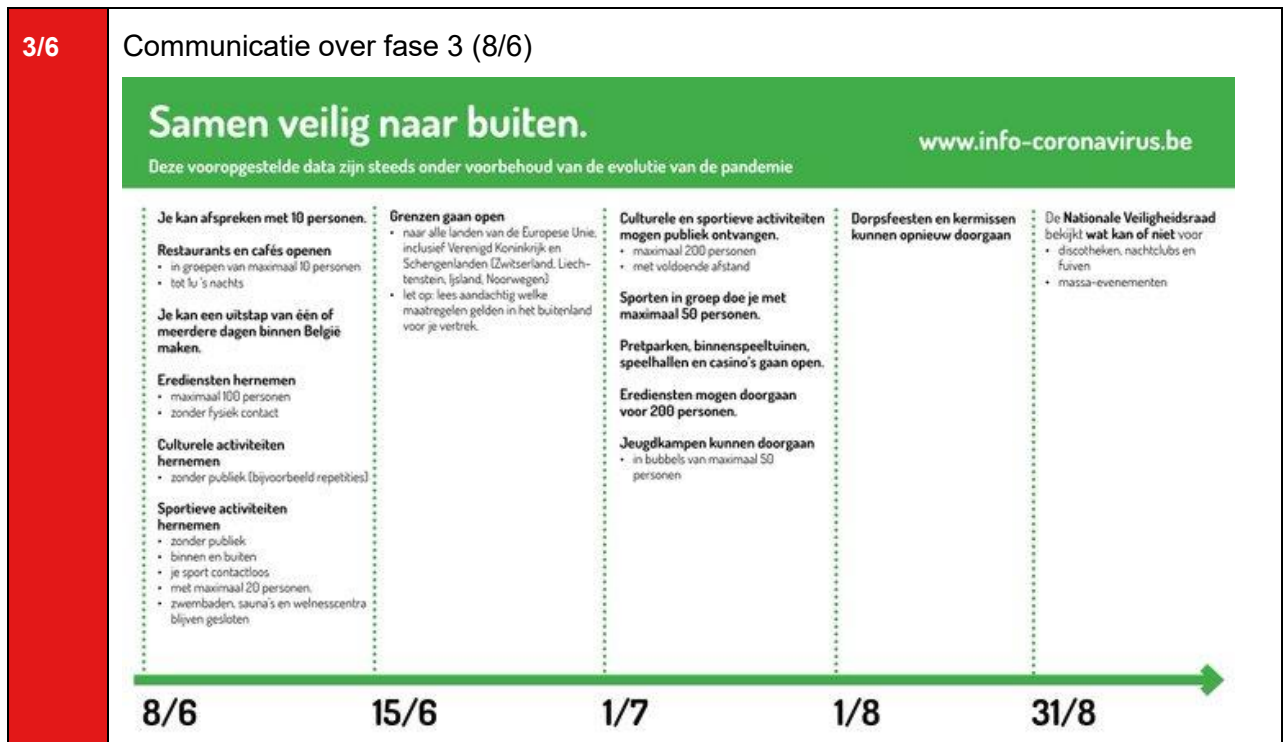 3/6
Communicatie over fase 3 (8/6)
Samen veilig naar buiten.
www.info-coronavirus.be
Deze vooropgestelde data zijn steeds onder voorbehoud van de evolutie van de pandemie
Je kan afspreken met 10 personen.
Restaurants en cafés openen
• in groepen van maximaal 10 personen
• tot 1u 's nachts
Je kan een uitstap van één of
meerdere dagen binnen België
maken.
Erediensten hernemen
• maximaal 100 personen
• zonder fysiek contact
Culturele activiteiten
hernemen
• zonder publiek (bijvoorbeeld repetities)
Sportieve activiteiten
hernemen
• zonder publiek
• binnen en buiten
• je sport contactloos
• met maximaal 20 personen.
• zwembaden, sauna's en welnesscentra
blijven gesloten
Grenzen gaan open
• naar alle landen van de Europese Unie,
inclusief Verenigd Koninkrijk en
Schengenlanden (Zwitserland, Liech-
tenstein, Ijsland, Noorwegen)
• let op: lees aandachtig welke
maatregelen gelden in het buitenland
voor je vertrek.
Culturele en sportieve activiteiten
mogen publiek ontvangen.
• maximaal 200 personen
• met voldoende afstand
Sporten in groep doe je met
maximaal 50 personen.
Pretparken, binnenspeeltuinen,
speelhallen en casino's gaan open.
Erediensten mogen doorgaan
voor 200 personen.
Jeugdkampen kunnen doorgaan
• in bubbels van maximaal 50
personen
Dorpsfeesten en kermissen
kunnen opnieuw doorgaan
De Nationale Veiligheidsraad
bekijkt wat kan of niet voor
• discotheken, nachtclubs en
fuiven
• massa-evenementen
8/6
15/6
1/7
1/8
31/8